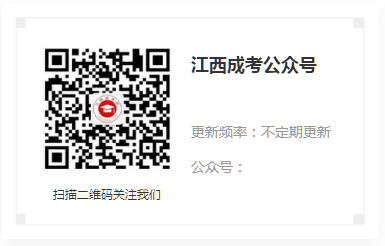 江西成考公众号
更新频率：不定期更新
公众号：
扫描二维码关注我们